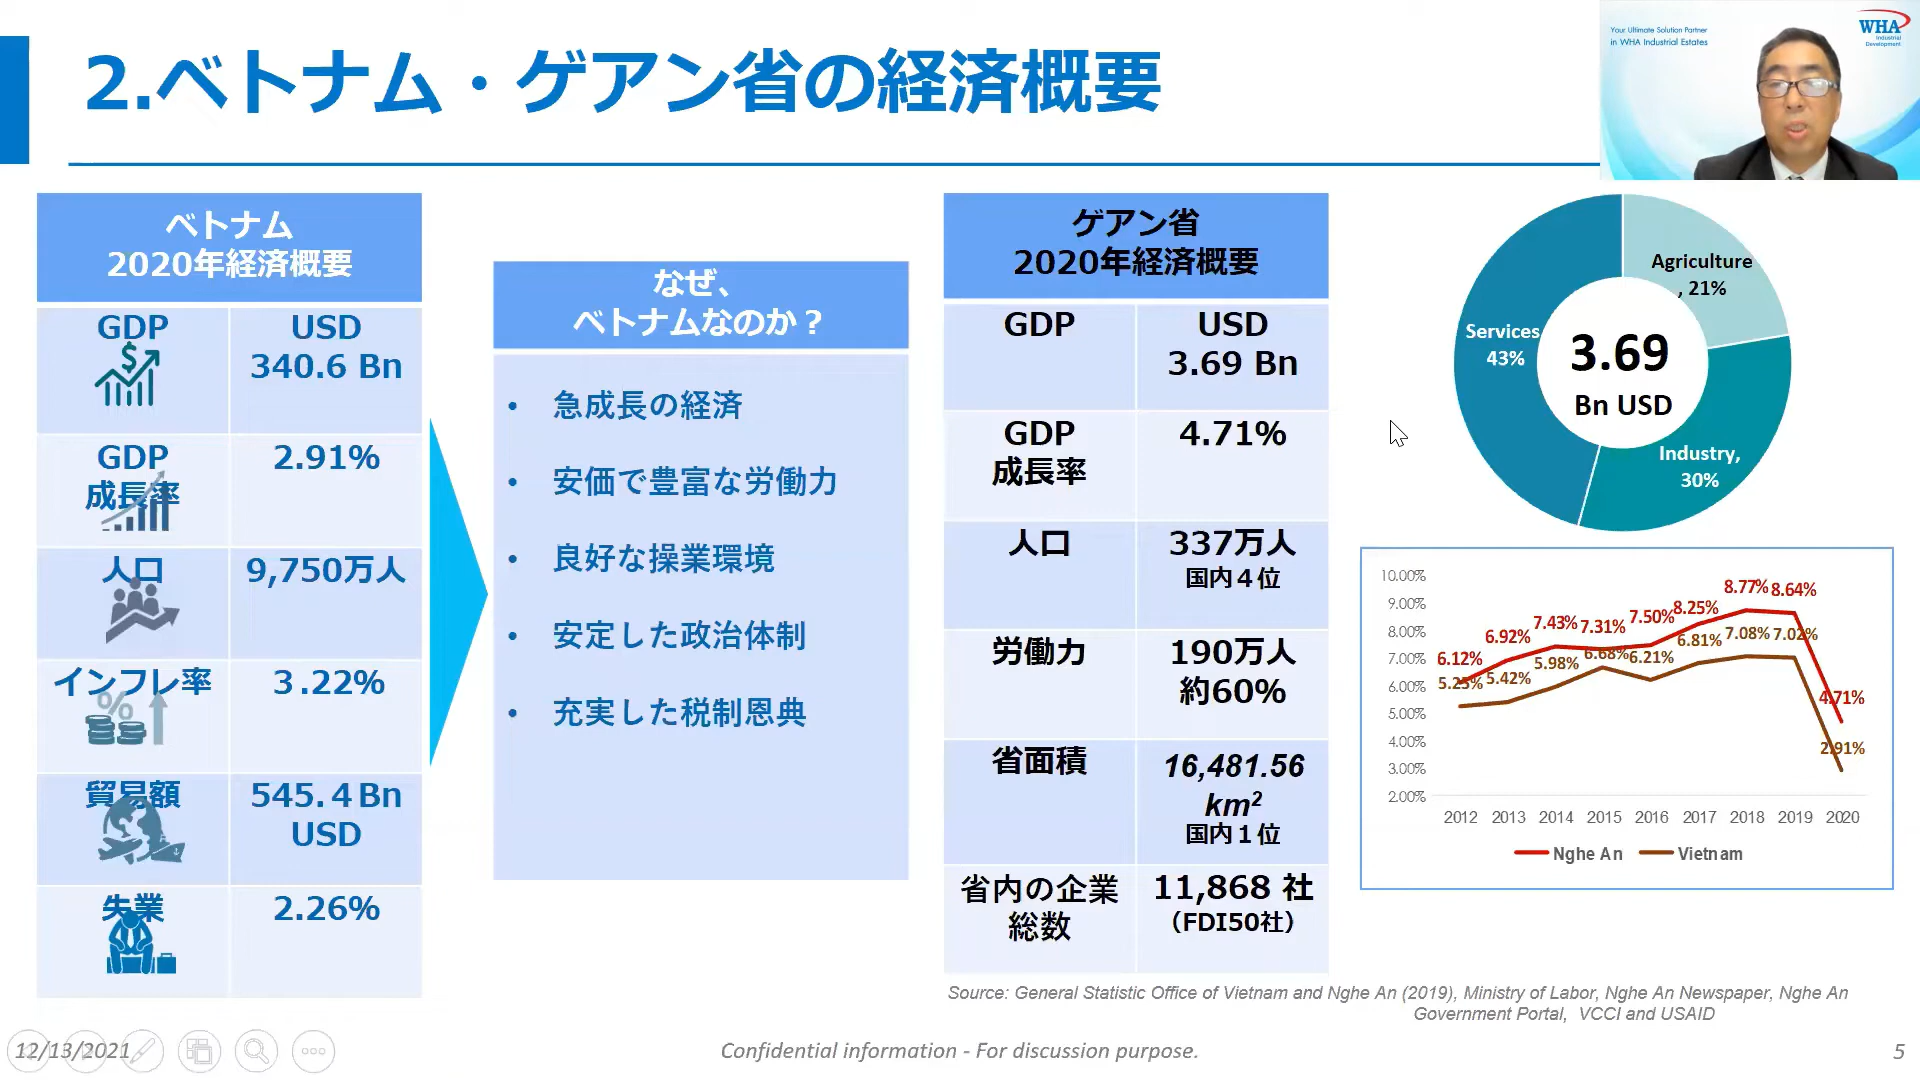 2.ベトナム・ゲアン省の経済概要
Your Ultimate Solution Partner
in WHA Industrial Estates
WHA
Industrial
Development
ベトナム
2020年経済概要
GDP
USD
340.6 Bn
GDP
成長率
2.91%
人口
9,750万人
インフレ率
３.22%
貿易額
545.４Bn
USD
失業
2.26%
なぜ、
ベトナムなのか？
• 急成長の経済
• 安価で豊富な労働力
• 良好な操業環境
• 安定した政治体制
• 充実した税制恩典
ゲアン省
2020年経済概要
GDP
USD
3.69 Bn
GDP
成長率
4.71%
人口
337万人
国内４位
労働力
190万人
約60%
省面積
16,481.56
km²
国内１位
省内の企業
総数
11,868 社
（FDI50社）
Agriculture
, 21%
Services
43%
3.69
Bn USD
Industry,
30%
10.00%
9.00%
8.00%
7.00%
6.00%
5.00%
4.00%
3.00%
2.00%
6.12% 6.92% 7.43% 7.31% 7.50% 8.25% 8.77% 8.64% 4.71%
5.25% 5.42% 5.98% 6.68% 6.21% 6.81% 7.08% 7.02% 2.91%
2012 2013 2014 2015 2016 2017 2018 2019 2020
Nghe An Vietnam
Source: General Statistic Office of Vietnam and Nghe An (2019), Ministry of Labor, Nghe An Newspaper, Nghe An
Government Portal, VCCI and USAID
12/13/2021
Confidential information - For discussion purpose.
5